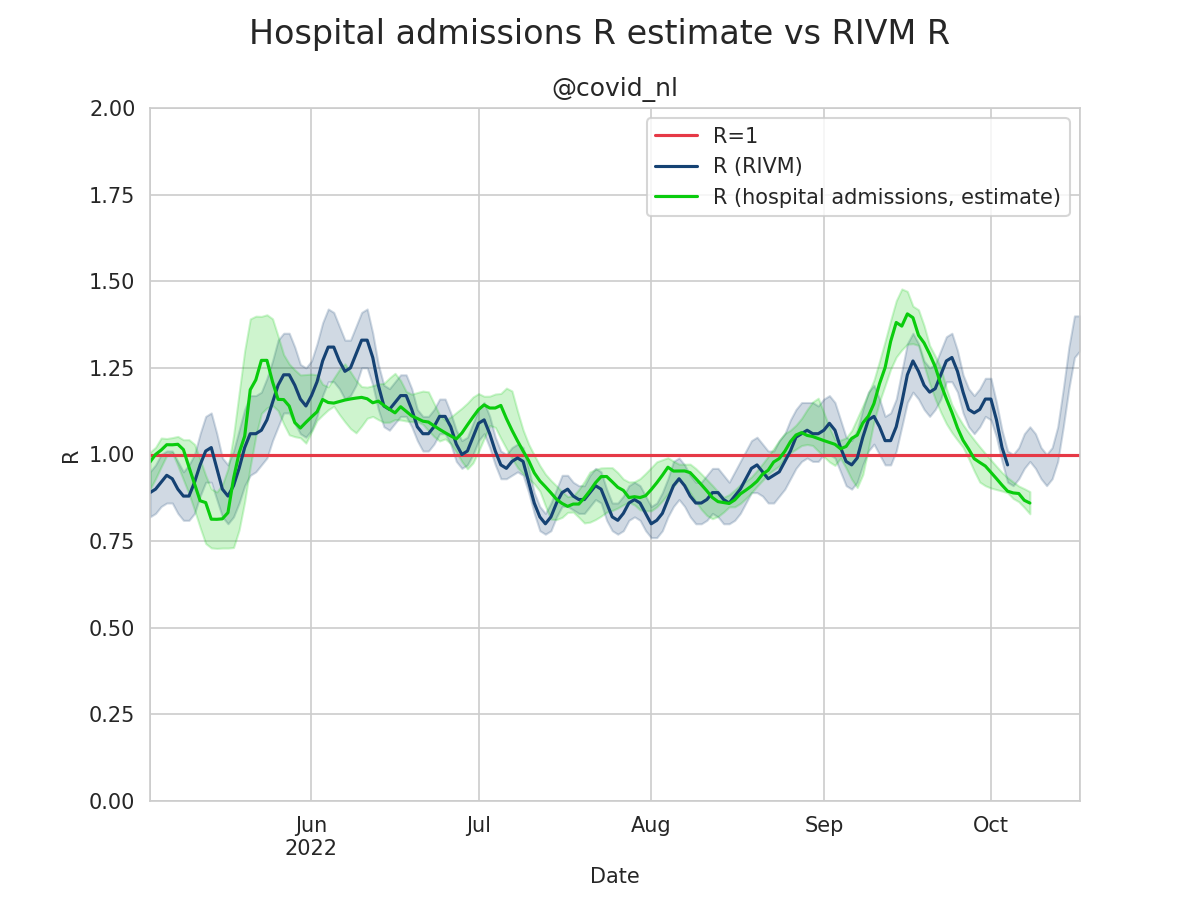 Hospital admissions R estimate vs RIVM R
@covid_nl
R=1
R (RIVM)
R (hospital admissions, estimate)
2.00
1.75
1.50
1.25
1.00
0.75
0.50
0.25
0.00
R
Jun
2022
Jul
Aug
Sep
Oct
Date